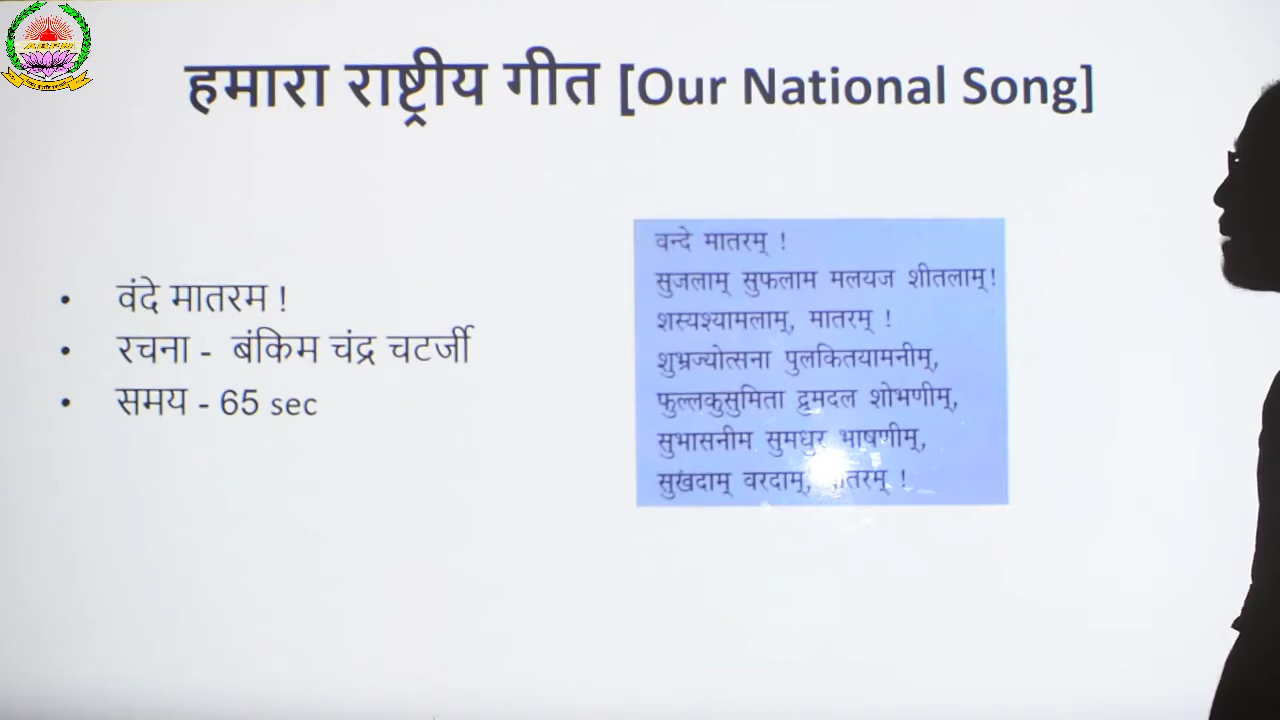 हमारा राष्ट्रीय गीत [Our National Song]
• वंदे मातरम !
• रचना - बंकिम चंद्र चटर्जी
• समय - 65 sec
वन्दे मातरम् !
सुजलाम् सुफलाम मलयज शीतलाम्!
शस्यश्यामलाम्, मातरम् !
शुभ्रज्योत्सना पुलकितयामनीम्,
फुल्लकुसुमिता द्रुमदल शोभणीम्,
सुभासनीम सुमधुर भाषणीम्,
सुखदाम् वरदाम्, !